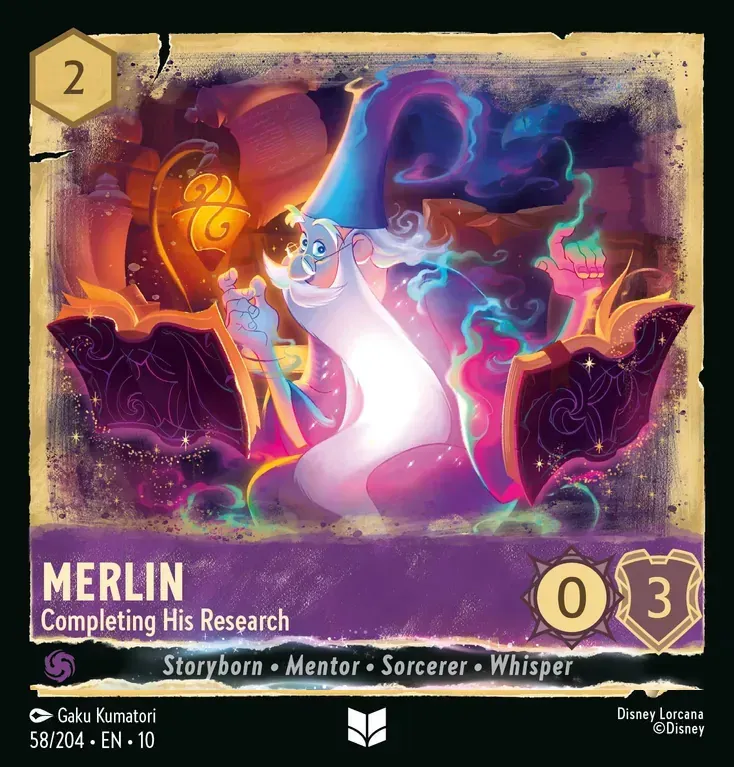 2
MERLIN
Completing His Research
0
3
Storyborn • Mentor • Sorcerer • Whisper
Gaku Kumatori
58/204 • EN • 10
Disney Lorcana
©Disney